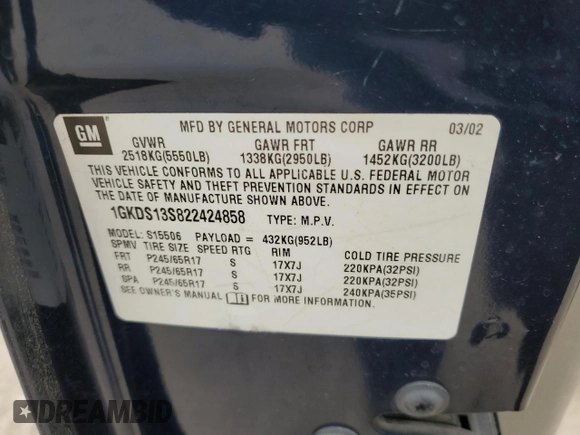 GM
MFD BY GENERAL MOTORS CORP 03/02
GVWR GAWR FRT GAWR RR
2518KG(5550LB) 1338KG(2950LB) 1452KG(3200LB)
THIS VEHICLE CONFORMS TO ALL APPLICABLE U.S. FEDERAL MOTOR
VEHICLE SAFETY AND THEFT PREVENTION STANDARDS IN EFFECT ON
THE DATE OF MANUFACTURE SHOWN ABOVE.
1GKDS13S822424858 TYPE: M.P.V.
MODEL: S15506 PAYLOAD = 432KG(952LB)
SPMV TIRE SIZE SPEED RTG RIM COLD TIRE PRESSURE
FRT P245/65R17 S 17X7J 220KPA(32PSI)
RR P245/65R17 S 17X7J 220KPA(32PSI)
SPA P245/65R17 S 17X7J 240KPA(35PSI)
SEE OWNER'S MANUAL FOR MORE INFORMATION.
DREAMBID